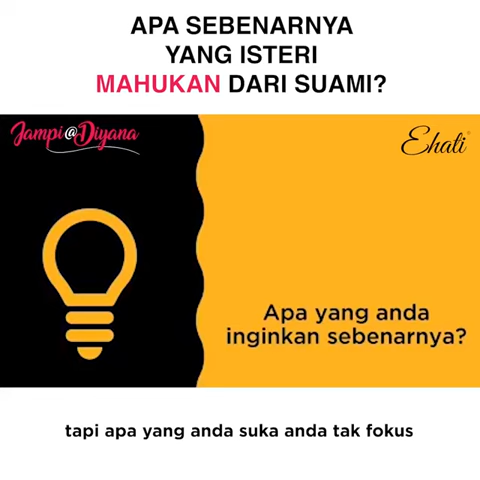 APA SEBENARNYA
YANG ISTERI
MAHUKAN DARI SUAMI?
Jampi@Diyana
Ehati
Apa yang anda
inginkan sebenarnya?
tapi apa yang anda suka anda tak fokus